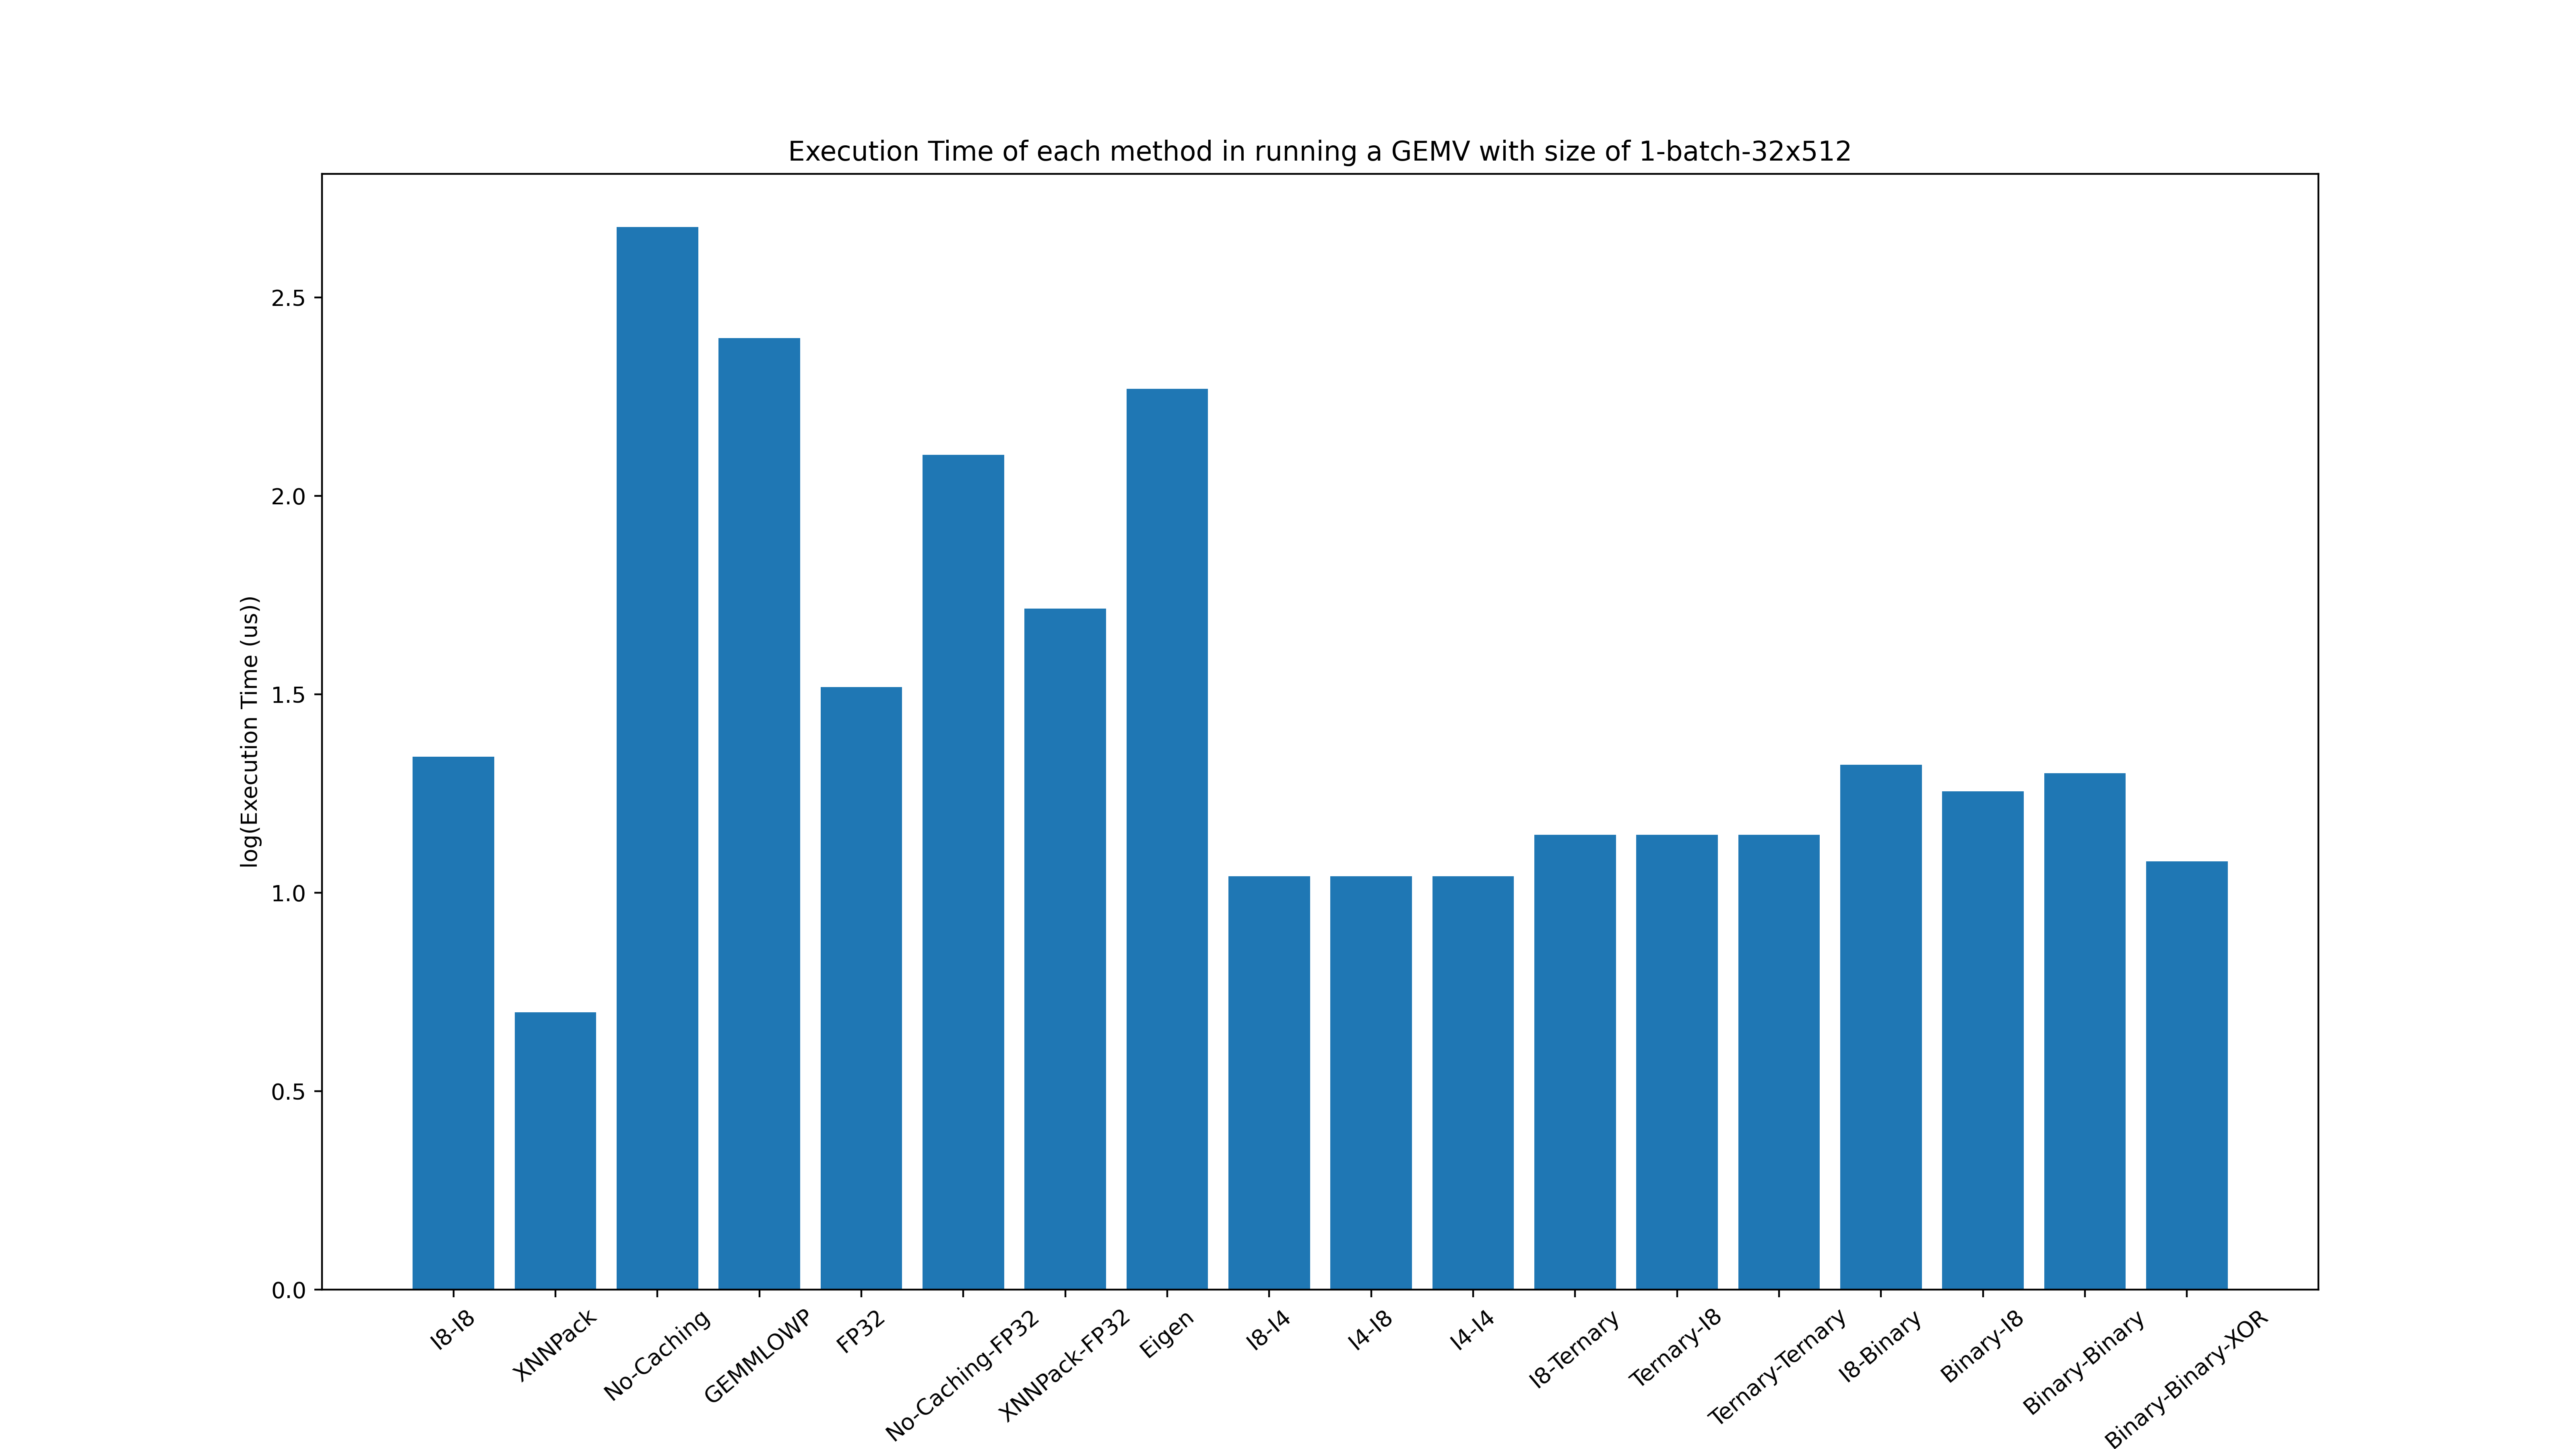 Execution Time of each method in running a GEMV with size of 1-batch-32x512
log(Execution Time (us))
2.5
2.0
1.5
1.0
0.5
0.0
I8-I8
XNNPack
No-Caching
GEMMLOWP
FP32
No-Caching-FP32
XNNPack-FP32
Eigen
I8-I4
I4-I8
I4-I4
I8-Ternary
Ternary-I8
Ternary-Ternary
I8-Binary
Binary-I8
Binary-Binary
Binary-Binary-XOR